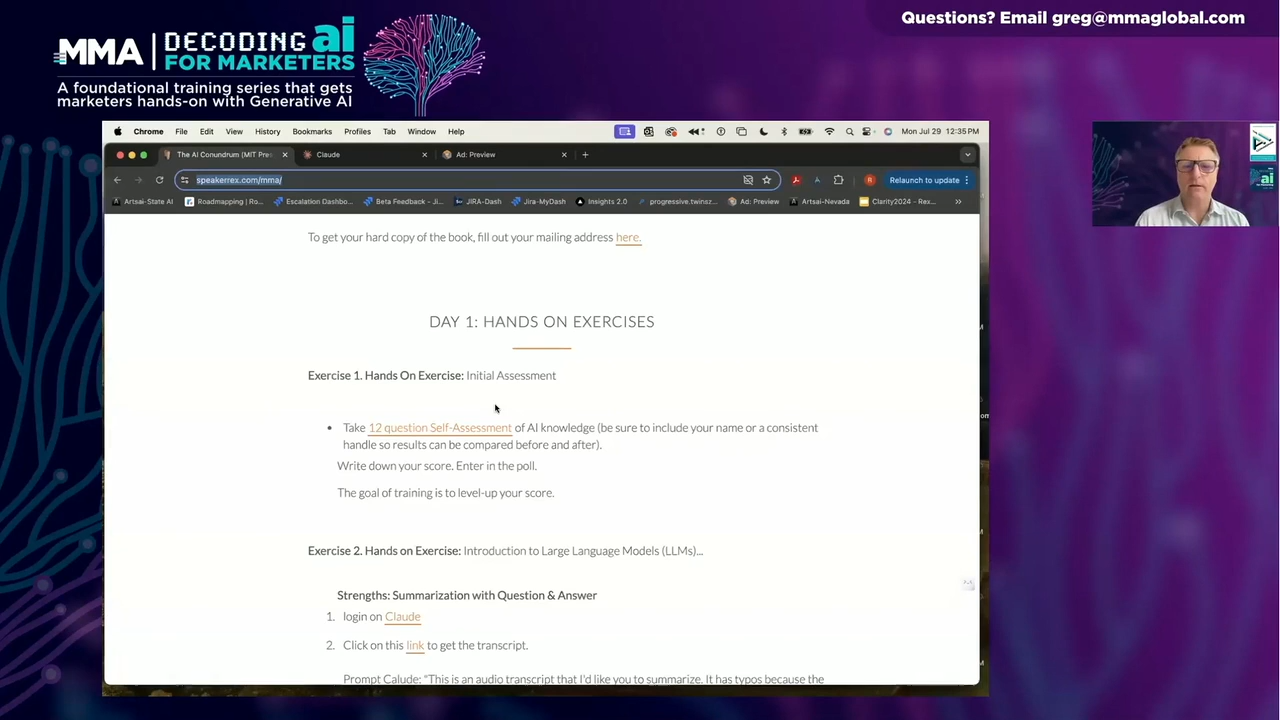 Questions? Email greg@mmaglobal.com
MMA
DECODING ai
FOR MARKETERS
A foundational training series that gets
marketers hands-on with Generative AI
Chrome File Edit View History Bookmarks Profiles Tab Window Help
Mon Jul 29 12:35 PM
The AI Conundrum (MIT Pres
Claude
Ad: Preview
speakerrex.com/mma/
Relaunch to update
Artsai-State AI
Roadmapping | Ro...
Escalation Dashbo...
Beta Feedback - Ji...
JIRA-Dash
Jira-MyDash
Insights 2.0
progressive.twinsz...
Ad: Preview
Artsai-Nevada
Clarity2024 - Rex...
To get your hard copy of the book, fill out your mailing address here.
DAY 1: HANDS ON EXERCISES
Exercise 1. Hands On Exercise: Initial Assessment
Take 12 question Self-Assessment of AI knowledge (be sure to include your name or a consistent
handle so results can be compared before and after).
Write down your score. Enter in the poll.
The goal of training is to level-up your score.
Exercise 2. Hands on Exercise: Introduction to Large Language Models (LLMs)...
Strengths: Summarization with Question & Answer
1. login on Claude
2. Click on this link to get the transcript.
Prompt Calude: "This is an audio transcript that I'd like you to summarize. It has typos because the